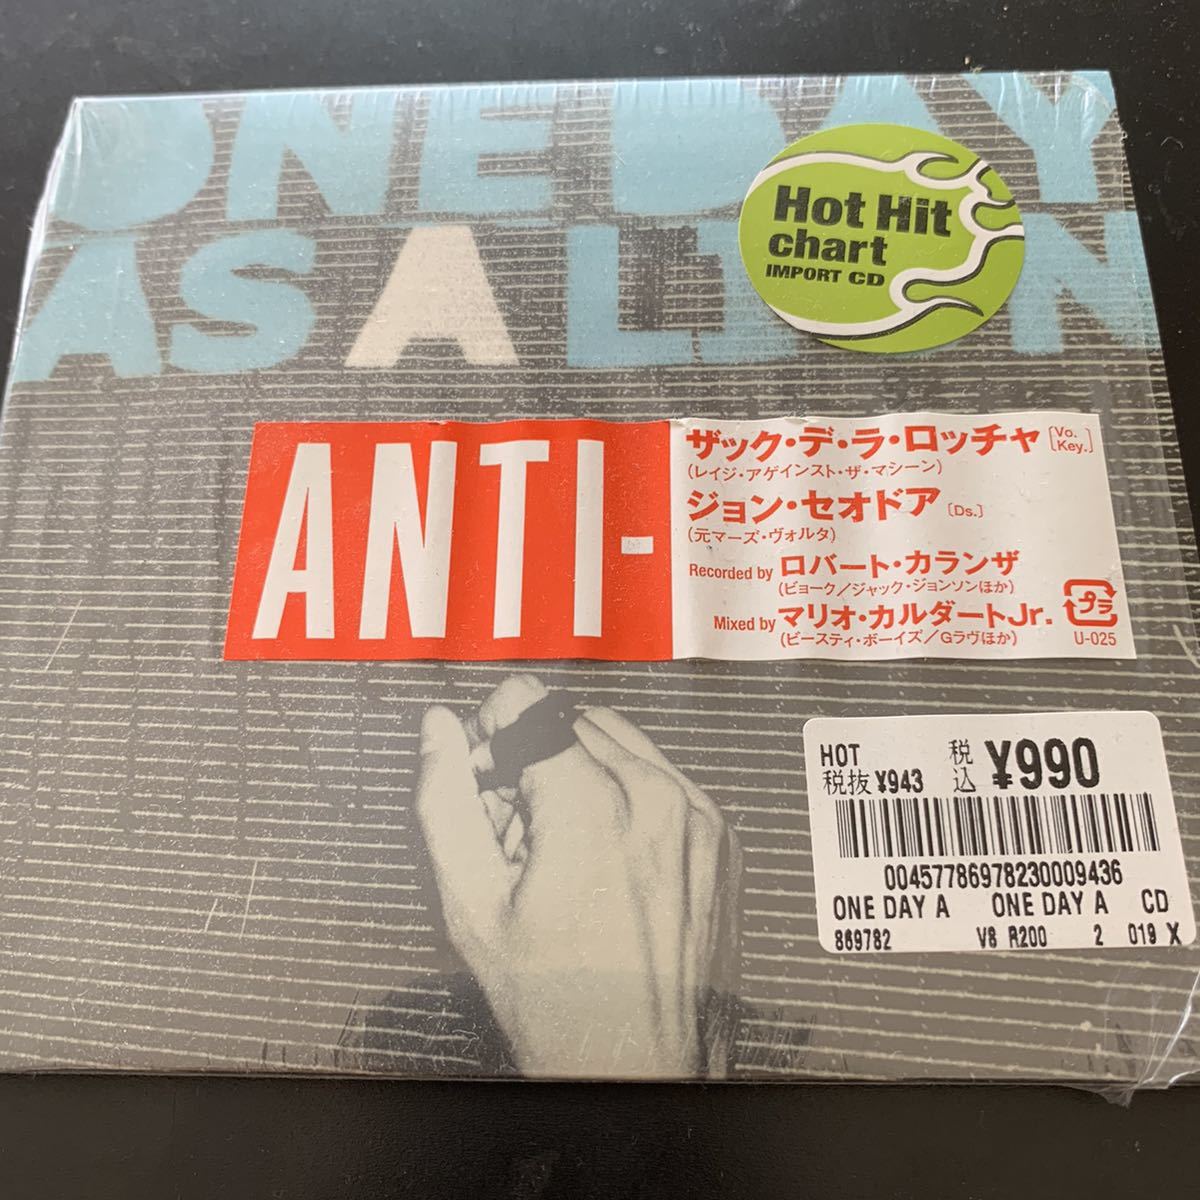 ONE DAY
AS A LION
Hot Hit
chart
IMPORT CD
ANTI-
ザック・デ・ラ・ロッチャ [Vo. Key.]
(レイジ・アゲインスト・ザ・マシーン)
ジョン・セオドア [Ds.]
(元マーズ・ヴォルタ)
Recorded by ロバート・カランザ
(ビョーク/ジャック・ジョンソンほか)
Mixed by マリオ・カルダートJr.
(ビースティ・ボーイズ/Gラヴほか)
プラ
U-025
HOT 税込 ¥990
税抜 ¥943
00457786978230009436
ONE DAY A ONE DAY A CD
869782 V8 R200 2 019 X